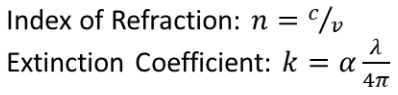 Index of Refraction: n = c/v
Extinction Coefficient: k = α λ/4π